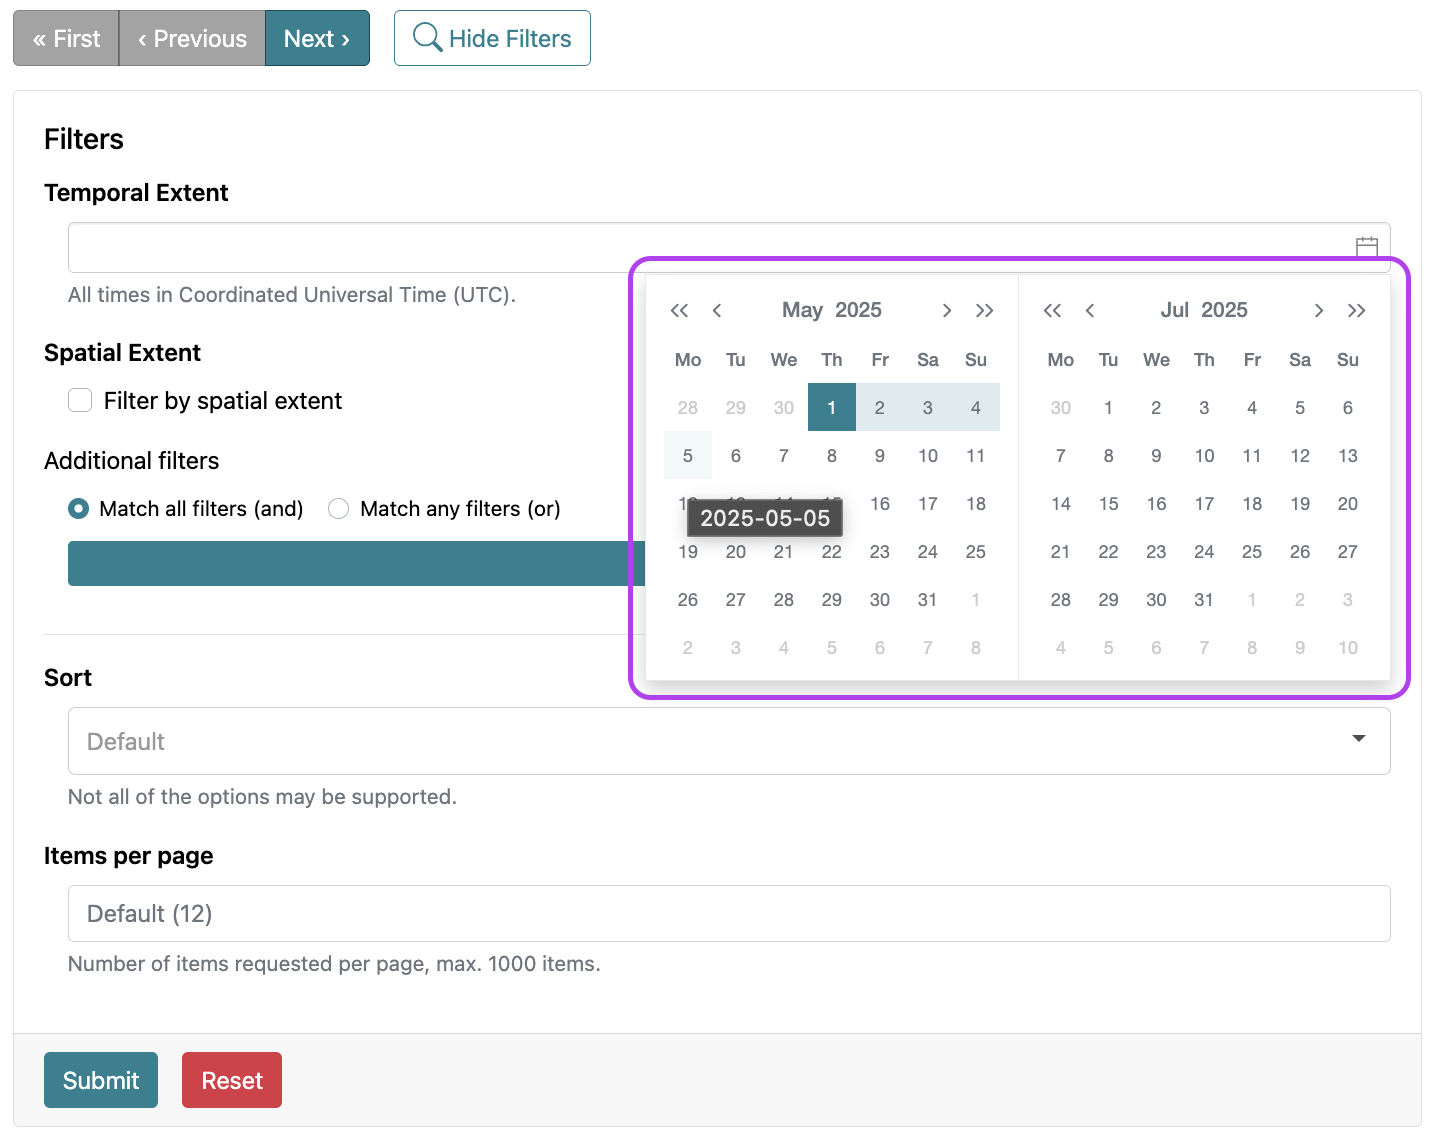 « First ‹ Previous Next › Hide Filters
Filters
Temporal Extent
All times in Coordinated Universal Time (UTC).
Spatial Extent
Filter by spatial extent
Additional filters
Match all filters (and) Match any filters (or)
« ‹ May 2025 › »
Mo Tu We Th Fr Sa Su
28 29 30 1 2 3 4
5 6 7 8 9 10 11
16 17 18
2025-05-05
19 20 21 22 23 24 25
26 27 28 29 30 31 1
2 3 4 5 6 7 8
« ‹ Jul 2025 › »
Mo Tu We Th Fr Sa Su
30 1 2 3 4 5 6
7 8 9 10 11 12 13
14 15 16 17 18 19 20
21 22 23 24 25 26 27
28 29 30 31 1 2 3
4 5 6 7 8 9 10
Sort
Default
Not all of the options may be supported.
Items per page
Default (12)
Number of items requested per page, max. 1000 items.
Submit Reset